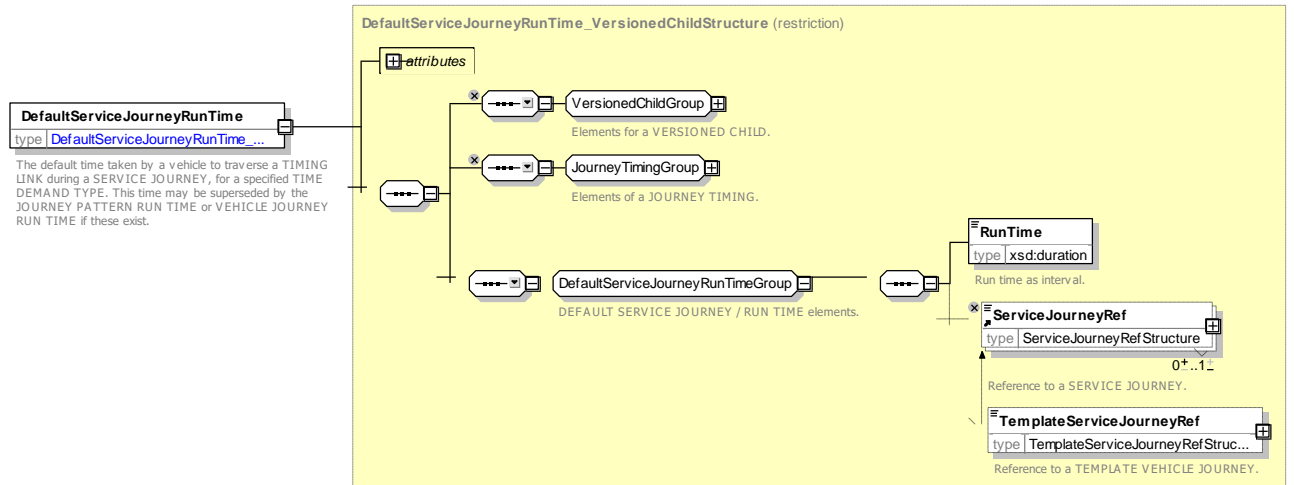 DefaultServiceJourneyRunTime_VersionedChildStructure (restriction)
attributes
DefaultServiceJourneyRunTime
type DefaultServiceJourneyRunTime_...
The default time taken by a vehicle to traverse a TIMING
LINK during a SERVICE JOURNEY, for a specified TIME
DEMAND TYPE. This time may be superseded by the
JOURNEY PATTERN RUN TIME or VEHICLE JOURNEY
RUN TIME if these exist.
VersionedChildGroup
Elements for a VERSIONED CHILD.
JourneyTimingGroup
Elements of a JOURNEY TIMING.
DefaultServiceJourneyRunTimeGroup
DEFAULT SERVICE JOURNEY / RUN TIME elements.
RunTime
type xsd:duration
Run time as interval.
ServiceJourneyRef
type ServiceJourneyRefStructure
0..1
Reference to a SERVICE JOURNEY.
TemplateServiceJourneyRef
type TemplateServiceJourneyRefStruc...
Reference to a TEMPLATE VEHICLE JOURNEY.